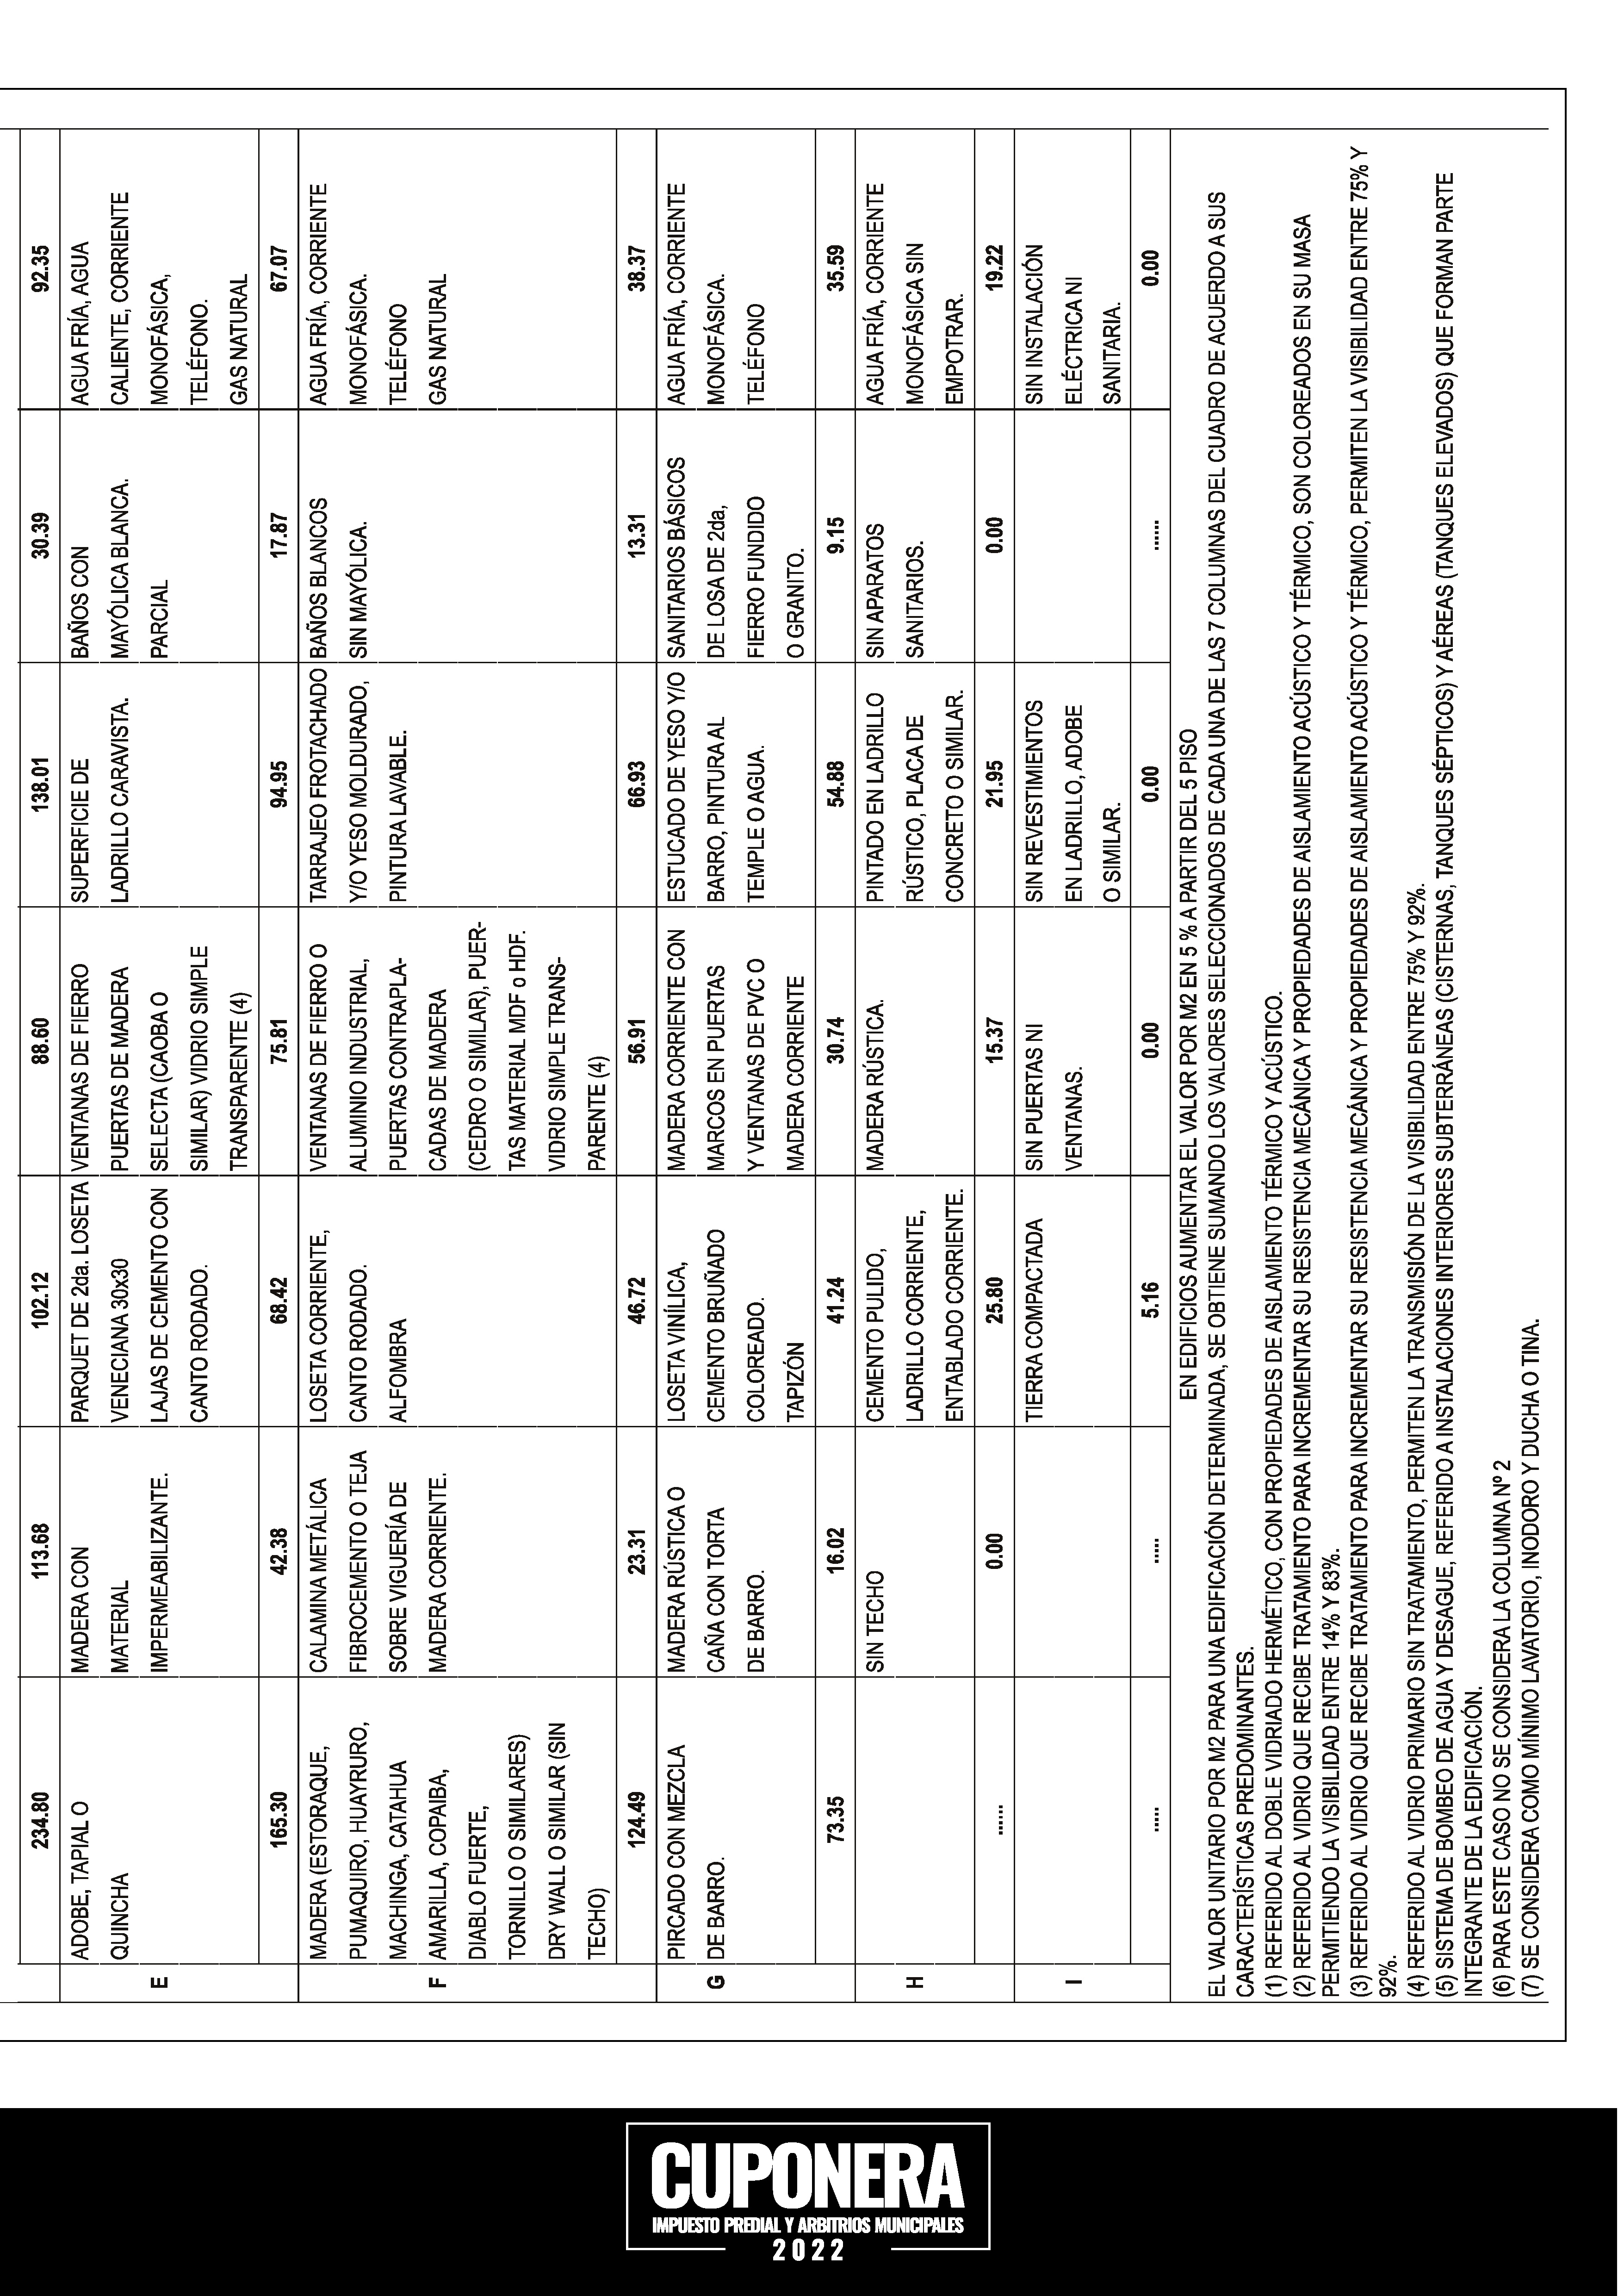 234.80 113.68 102.12 88.60 138.01 30.39 92.35
E
ADOBE, TAPIAL O
QUINCHA
MADERA CON
MATERIAL
IMPERMEABILIZANTE.
PARQUET DE 2da. LOSETA
VENECIANA 30x30
LAJAS DE CEMENTO CON
CANTO RODADO.
VENTANAS DE FIERRO
PUERTAS DE MADERA
SELECTA (CAOBA O
SIMILAR) VIDRIO SIMPLE
TRANSPARENTE (4)
SUPERFICIE DE
LADRILLO CARAVISTA.
BAÑOS CON
MAYÓLICA BLANCA.
PARCIAL
AGUA FRÍA, AGUA
CALIENTE, CORRIENTE
MONOFÁSICA,
TELÉFONO.
GAS NATURAL
165.30 42.38 68.42 75.81 94.95 17.87 67.07
F
MADERA (ESTORAQUE,
PUMAQUIRO, HUAYRURO,
MACHINGA, CATAHUA
AMARILLA, COPAIBA,
DIABLO FUERTE,
TORNILLO O SIMILARES)
DRY WALL O SIMILAR (SIN
TECHO)
CALAMINA METÁLICA
FIBROCEMENTO O TEJA
SOBRE VIGUERÍA DE
MADERA CORRIENTE.
LOSETA CORRIENTE,
CANTO RODADO.
ALFOMBRA
VENTANAS DE FIERRO O
ALUMINIO INDUSTRIAL,
PUERTAS CONTRAPLA-
CADAS DE MADERA
(CEDRO O SIMILAR), PUER-
TAS MATERIAL MDF o HDF.
VIDRIO SIMPLE TRANS-
PARENTE (4)
TARRAJEO FROTACHADO
Y/O YESO MOLDURADO,
PINTURA LAVABLE.
BAÑOS BLANCOS
SIN MAYÓLICA.
AGUA FRÍA, CORRIENTE
MONOFÁSICA.
TELÉFONO
GAS NATURAL
124.49 23.31 46.72 56.91 66.93 13.31 38.37
G
PIRCADO CON MEZCLA
DE BARRO.
MADERA RÚSTICA O
CAÑA CON TORTA
DE BARRO.
LOSETA VINÍLICA,
CEMENTO BRUÑADO
COLOREADO.
TAPIZÓN
MADERA CORRIENTE CON
MARCOS EN PUERTAS
Y VENTANAS DE PVC O
MADERA CORRIENTE
ESTUCADO DE YESO Y/O
BARRO, PINTURA AL
TEMPLE O AGUA.
SANITARIOS BÁSICOS
DE LOSA DE 2da,
FIERRO FUNDIDO
O GRANITO.
AGUA FRÍA, CORRIENTE
MONOFÁSICA.
TELÉFONO
73.35 16.02 41.24 30.74 54.88 9.15 35.59
H
SIN TECHO
CEMENTO PULIDO,
LADRILLO CORRIENTE,
ENTABLADO CORRIENTE.
MADERA RÚSTICA.
PINTADO EN LADRILLO
RÚSTICO, PLACA DE
CONCRETO O SIMILAR.
SIN APARATOS
SANITARIOS.
AGUA FRÍA, CORRIENTE
MONOFÁSICA SIN
EMPOTRAR.
...... 0.00 25.80 15.37 21.95 0.00 19.22
I
TIERRA COMPACTADA
SIN PUERTAS NI
VENTANAS.
SIN REVESTIMIENTOS
EN LADRILLO, ADOBE
O SIMILAR.
SIN INSTALACIÓN
ELÉCTRICA NI
SANITARIA.
..... ..... 5.16 0.00 0.00 ...... 0.00
EN EDIFICIOS AUMENTAR EL VALOR POR M2 EN 5 % A PARTIR DEL 5 PISO
EL VALOR UNITARIO POR M2 PARA UNA EDIFICACIÓN DETERMINADA, SE OBTIENE SUMANDO LOS VALORES SELECCIONADOS DE CADA UNA DE LAS 7 COLUMNAS DEL CUADRO DE ACUERDO A SUS
CARACTERÍSTICAS PREDOMINANTES.
(1) REFERIDO AL DOBLE VIDRIADO HERMÉTICO, CON PROPIEDADES DE AISLAMIENTO TÉRMICO Y ACÚSTICO.
(2) REFERIDO AL VIDRIO QUE RECIBE TRATAMIENTO PARA INCREMENTAR SU RESISTENCIA MECÁNICA Y PROPIEDADES DE AISLAMIENTO ACÚSTICO Y TÉRMICO, SON COLOREADOS EN SU MASA
PERMITIENDO LA VISIBILIDAD ENTRE 14% Y 83%.
(3) REFERIDO AL VIDRIO QUE RECIBE TRATAMIENTO PARA INCREMENTAR SU RESISTENCIA MECÁNICA Y PROPIEDADES DE AISLAMIENTO ACÚSTICO Y TÉRMICO, PERMITEN LA VISIBILIDAD ENTRE 75% Y
92%.
(4) REFERIDO AL VIDRIO PRIMARIO SIN TRATAMIENTO, PERMITEN LA TRANSMISIÓN DE LA VISIBILIDAD ENTRE 75% Y 92%.
(5) SISTEMA DE BOMBEO DE AGUA Y DESAGUE, REFERIDO A INSTALACIONES INTERIORES SUBTERRÁNEAS (CISTERNAS, TANQUES SÉPTICOS) Y AÉREAS (TANQUES ELEVADOS) QUE FORMAN PARTE
INTEGRANTE DE LA EDIFICACIÓN.
(6) PARA ESTE CASO NO SE CONSIDERA LA COLUMNA Nº 2
(7) SE CONSIDERA COMO MÍNIMO LAVATORIO, INODORO Y DUCHA O TINA.
CUPONERA
IMPUESTO PREDIAL Y ARBITRIOS MUNICIPALES
2022